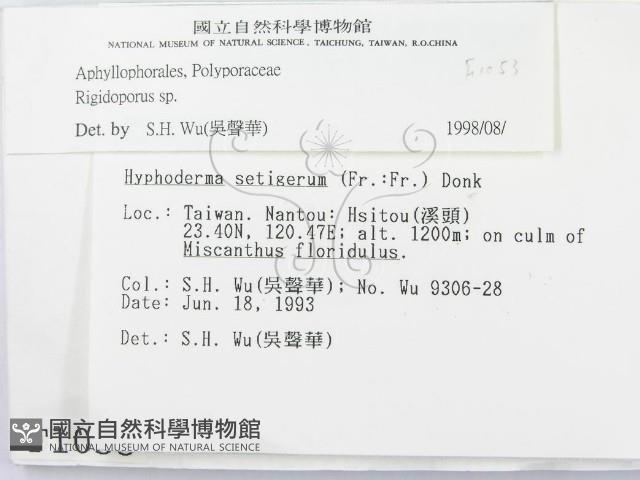 國立自然科學博物館
NATIONAL MUSEUM OF NATURAL SCIENCE, TAICHUNG, TAIWAN, R.O.CHINA
Aphyllophorales, Polyporaceae
Rigidoporus sp.
Det. by S.H. Wu(吳聲華) 1998/08/
Hyphoderma setigerum (Fr.:Fr.) Donk
Loc.: Taiwan. Nantou: Hsitou(溪頭)
23.40N, 120.47E; alt. 1200m; on culm of
Miscanthus floridulus.
Col.: S.H. Wu(吳聲華); No. Wu 9306-28
Date: Jun. 18, 1993
Det.: S.H. Wu(吳聲華)
國立自然科學博物館
NATIONAL MUSEUM OF NATURAL SCIENCE